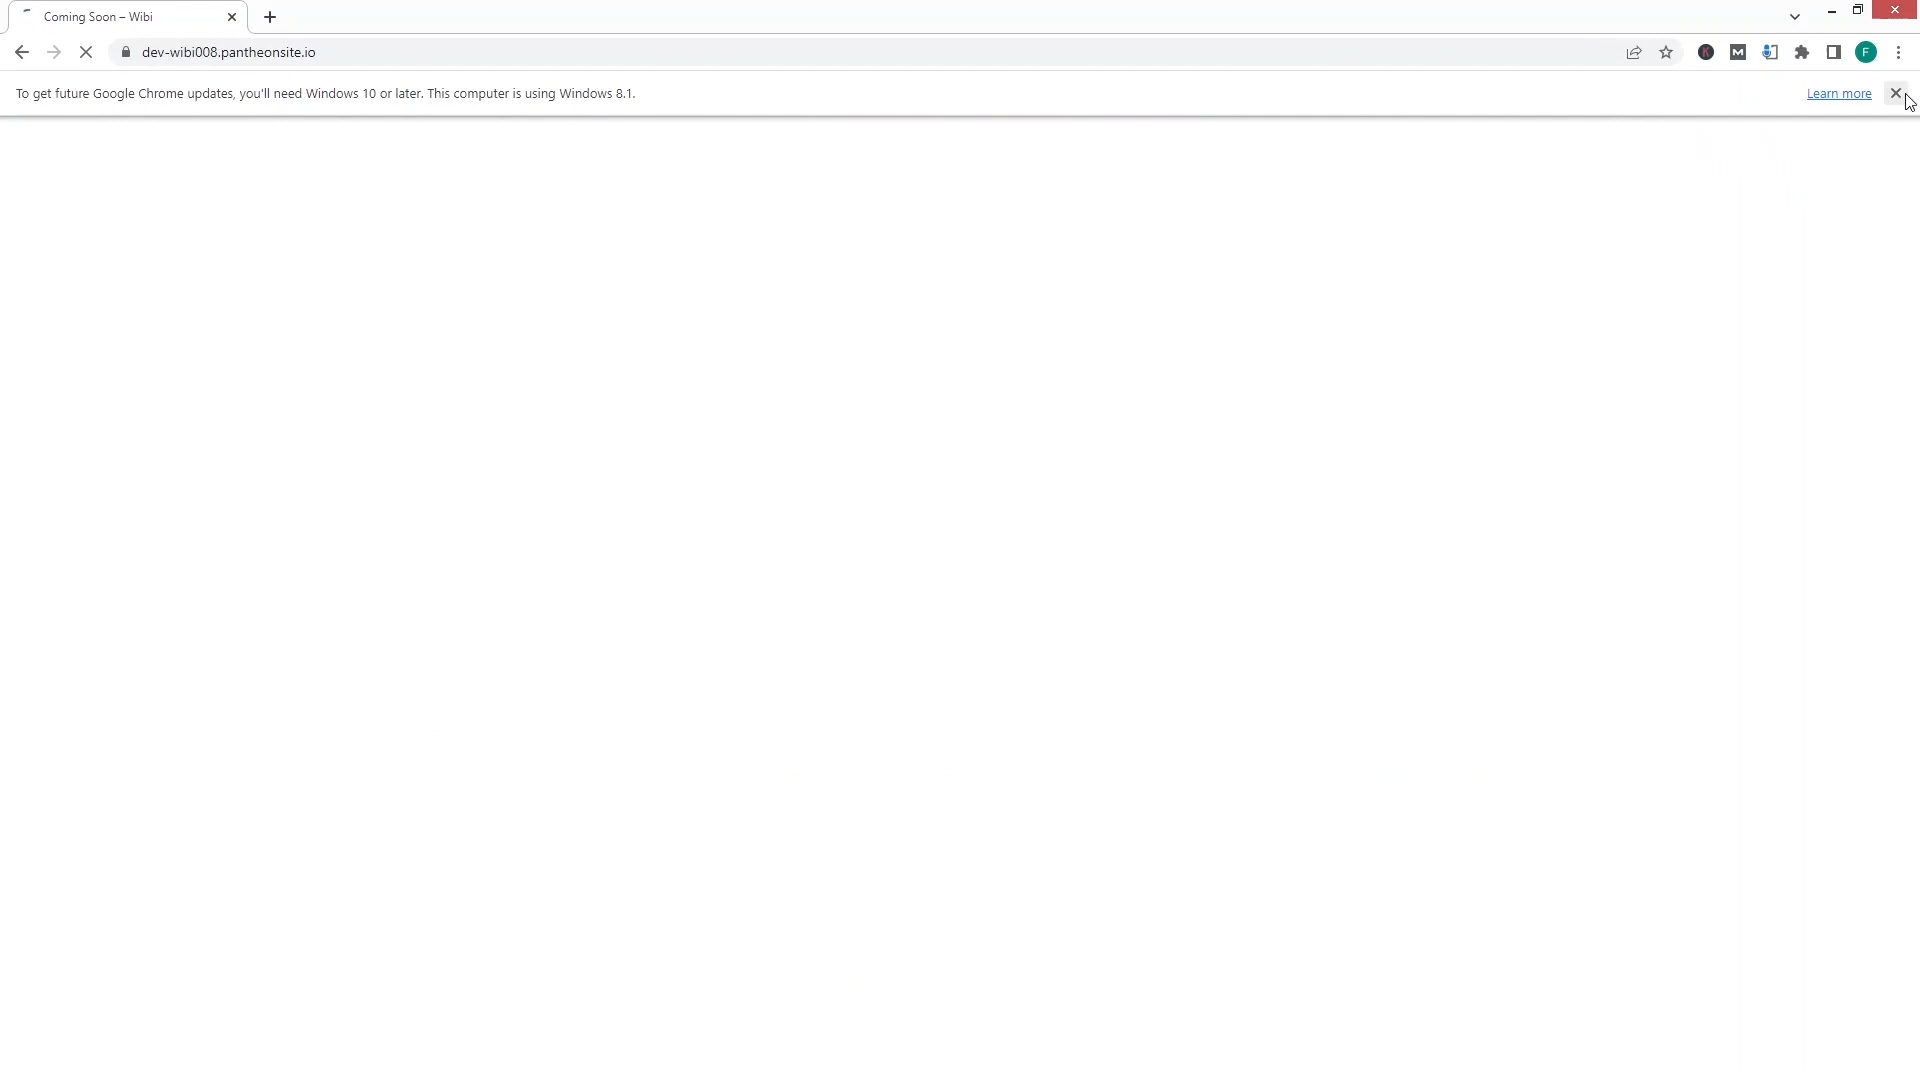 Coming Soon – Wibi
dev-wibi008.pantheonsite.io
F
To get future Google Chrome updates, you'll need Windows 10 or later. This computer is using Windows 8.1.
Learn more